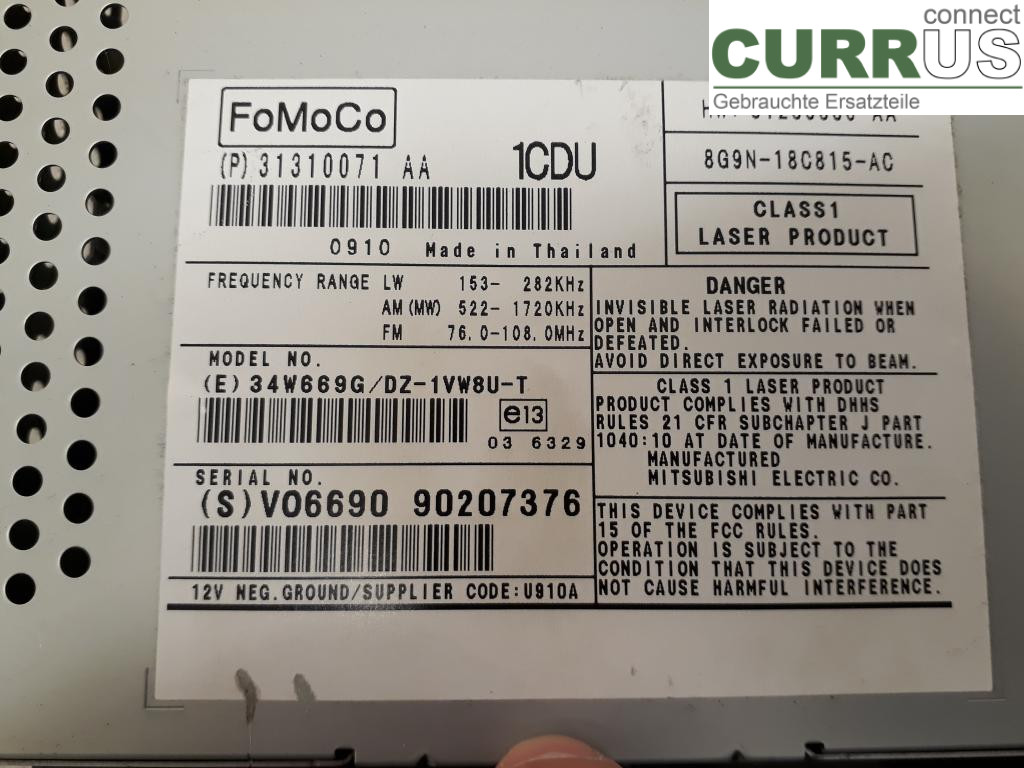 connect
CURRUS
Gebrauchte Ersatzteile
FoMoCo
(P) 31310071 AA
1CDU
8G9N-18C815-AC
CLASS1
LASER PRODUCT
0910 Made in Thailand
FREQUENCY RANGE LW 153- 282KHz
AM(MW) 522- 1720KHz
FM 76.0-108.0MHz
DANGER
INVISIBLE LASER RADIATION WHEN
OPEN AND INTERLOCK FAILED OR
DEFEATED.
AVOID DIRECT EXPOSURE TO BEAM.
MODEL NO.
(E) 34W669G/DZ-1VW8U-T
e13
03 6329
CLASS 1 LASER PRODUCT
PRODUCT COMPLIES WITH DHHS
RULES 21 CFR SUBCHAPTER J PART
1040:10 AT DATE OF MANUFACTURE.
MANUFACTURED
MITSUBISHI ELECTRIC CO.
SERIAL NO.
(S)VO6690 90207376
THIS DEVICE COMPLIES WITH PART
15 OF THE FCC RULES.
OPERATION IS SUBJECT TO THE
CONDITION THAT THIS DEVICE DOES
NOT CAUSE HARMFUL INTERFERENCE.
12V NEG.GROUND/SUPPLIER CODE:U910A